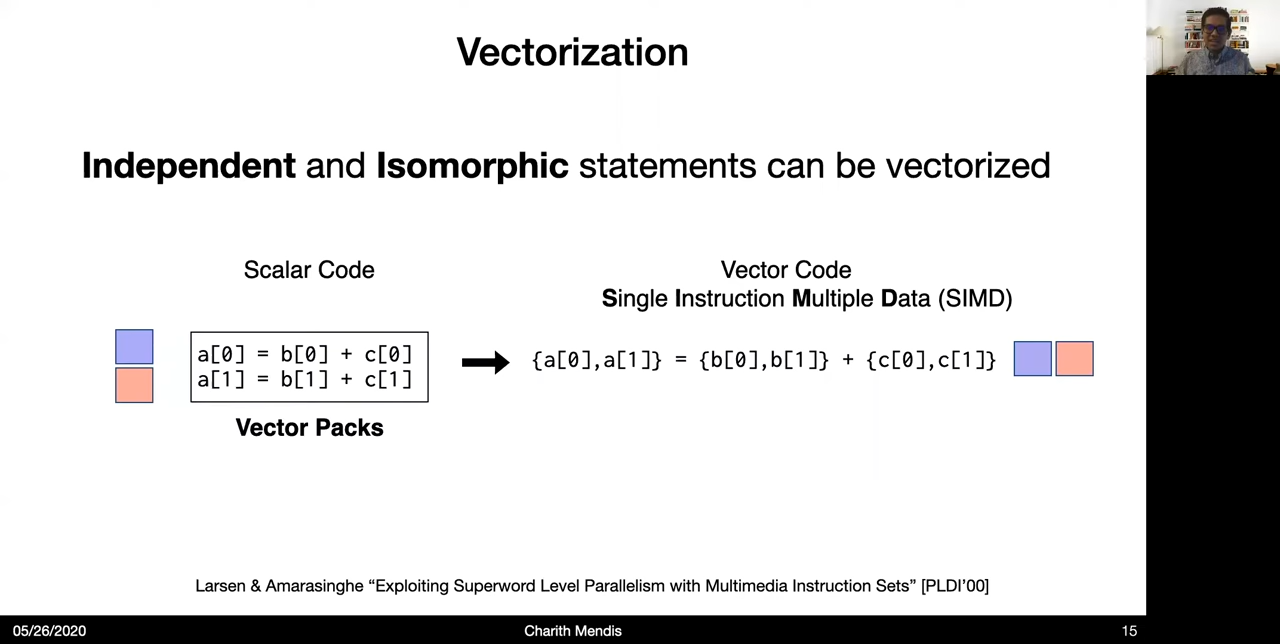 Vectorization
Independent and Isomorphic statements can be vectorized
Scalar Code
a[0] = b[0] + c[0]
a[1] = b[1] + c[1]
Vector Packs
Vector Code
Single Instruction Multiple Data (SIMD)
{a[0],a[1]} = {b[0],b[1]} + {c[0],c[1]}
Larsen & Amarasinghe “Exploiting Superword Level Parallelism with Multimedia Instruction Sets” [PLDI’00]
05/26/2020
Charith Mendis
15